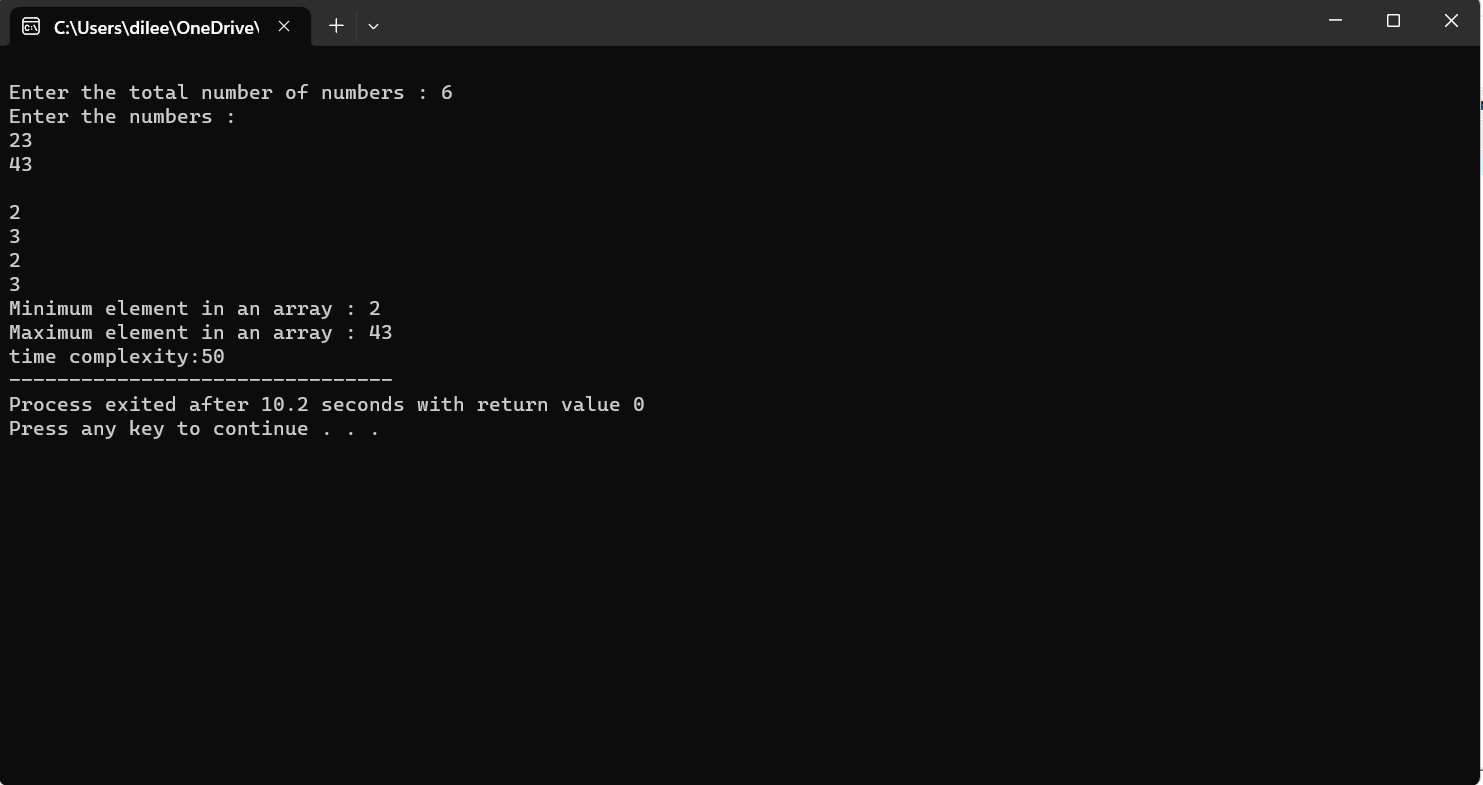 C:\Users\dilee\OneDrive\
Enter the total number of numbers : 6
Enter the numbers :
23
43
2
3
2
3
Minimum element in an array : 2
Maximum element in an array : 43
time complexity:50
--------------------------------
Process exited after 10.2 seconds with return value 0
Press any key to continue . . .